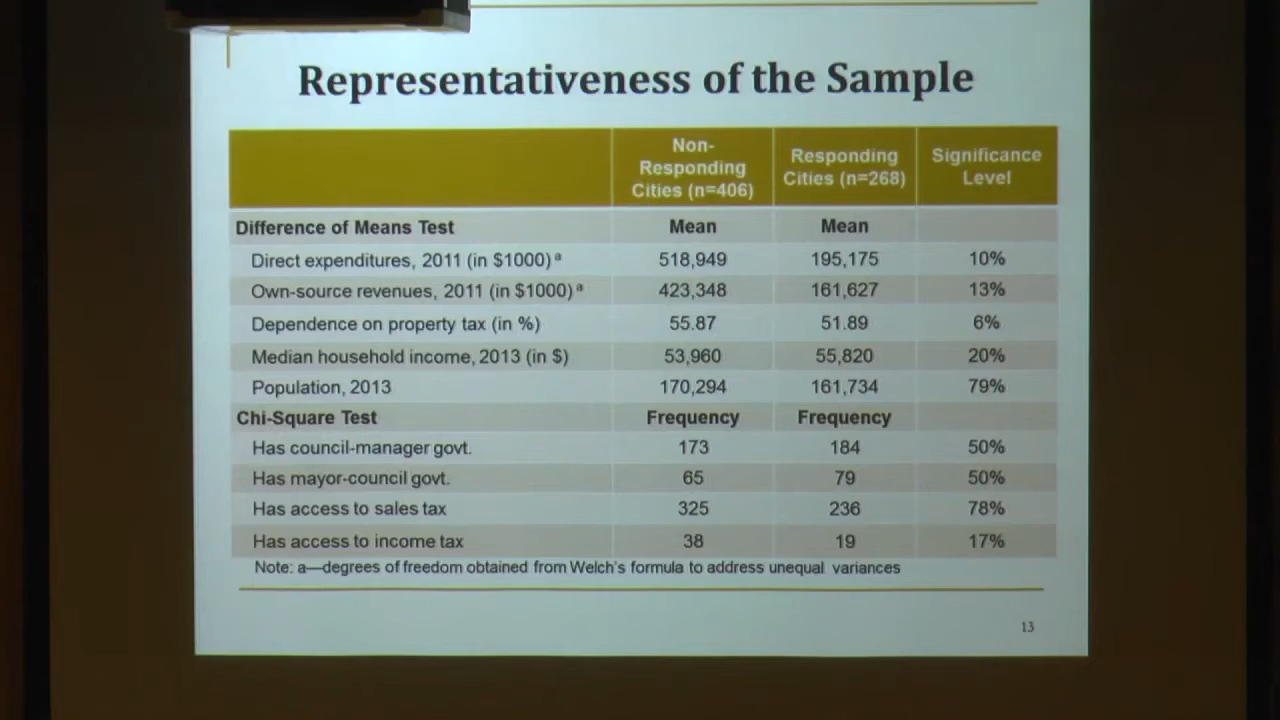 Representativeness of the Sample
Non-
Responding
Cities (n=406)
Responding
Cities (n=268)
Significance
Level
Difference of Means Test Mean Mean
Direct expenditures, 2011 (in $1000) a 518,949 195,175 10%
Own-source revenues, 2011 (in $1000) a 423,348 161,627 13%
Dependence on property tax (in %) 55.87 51.89 6%
Median household income, 2013 (in $) 53,960 55,820 20%
Population, 2013 170,294 161,734 79%
Chi-Square Test Frequency Frequency
Has council-manager govt. 173 184 50%
Has mayor-council govt. 65 79 50%
Has access to sales tax 325 236 78%
Has access to income tax 38 19 17%
Note: a—degrees of freedom obtained from Welch's formula to address unequal variances
13